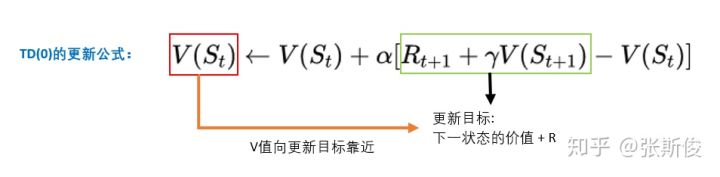 TD(0)的更新公式： V(S_t) ← V(S_t) + α[R_{t+1} + γV(S_{t+1}) − V(S_t)]
更新目标:
下一状态的价值 + R
V值向更新目标靠近
知乎 @张斯俊